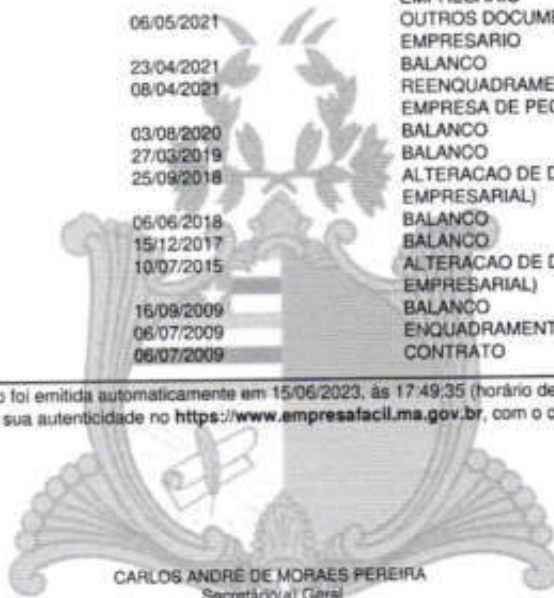 EMPRESARIO
06/05/2021 OUTROS DOCUME
EMPRESARIO
23/04/2021 BALANCO
08/04/2021 REENQUADRAME
EMPRESA DE PEQ
03/08/2020 BALANCO
27/03/2019 BALANCO
25/09/2018 ALTERACAO DE D
EMPRESARIAL)
06/06/2018 BALANCO
15/12/2017 BALANCO
10/07/2015 ALTERACAO DE D
EMPRESARIAL)
16/09/2009 BALANCO
06/07/2009 ENQUADRAMENT
06/07/2009 CONTRATO
o foi emitida automaticamente em 15/06/2023, às 17:49:35 (horário de
sua autenticidade no https://www.empresafacil.ma.gov.br, com o c
CARLOS ANDRÉ DE MORAES PEREIRA
Secretário(a) Geral